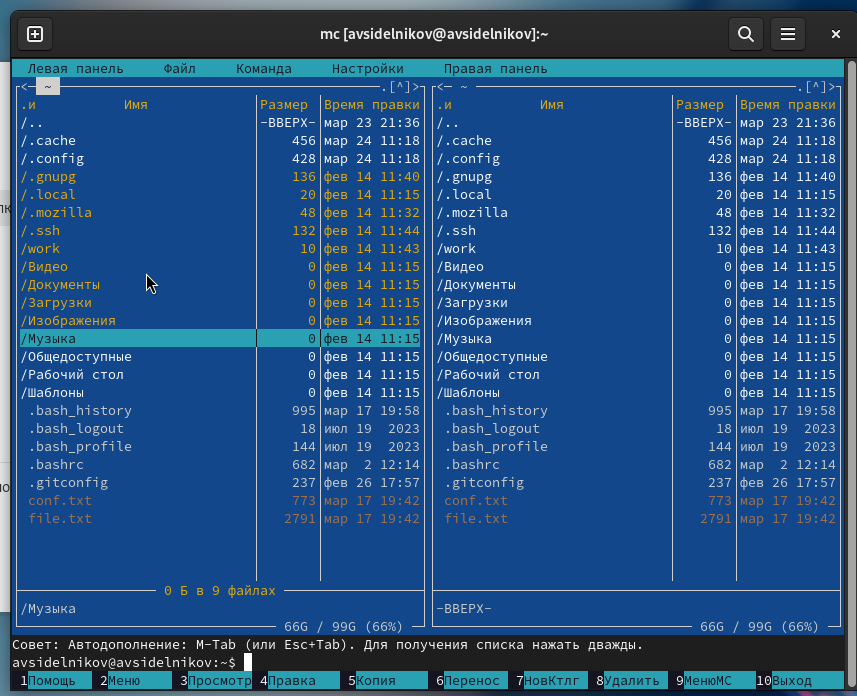 mc [avsidelnikov@avsidelnikov]:~
Левая панель Файл Команда Настройки Правая панель
<─ ~ .[^]> <─ ~ .[^]>
.и Имя Размер Время правки .и Имя Размер Время правки
/.. -ВВЕРХ- мар 23 21:36 /.. -ВВЕРХ- мар 23 21:36
/.cache 456 мар 24 11:18 /.cache 456 мар 24 11:18
/.config 428 мар 24 11:18 /.config 428 мар 24 11:18
/.gnupg 136 фев 14 11:40 /.gnupg 136 фев 14 11:40
/.local 20 фев 14 11:15 /.local 20 фев 14 11:15
/.mozilla 48 фев 14 11:32 /.mozilla 48 фев 14 11:32
/.ssh 132 фев 14 11:44 /.ssh 132 фев 14 11:44
/work 10 фев 14 11:43 /work 10 фев 14 11:43
/Видео 0 фев 14 11:15 /Видео 0 фев 14 11:15
/Документы 0 фев 14 11:15 /Документы 0 фев 14 11:15
/Загрузки 0 фев 14 11:15 /Загрузки 0 фев 14 11:15
/Изображения 0 фев 14 11:15 /Изображения 0 фев 14 11:15
/Музыка 0 фев 14 11:15 /Музыка 0 фев 14 11:15
/Общедоступные 0 фев 14 11:15 /Общедоступные 0 фев 14 11:15
/Рабочий стол 0 фев 14 11:15 /Рабочий стол 0 фев 14 11:15
/Шаблоны 0 фев 14 11:15 /Шаблоны 0 фев 14 11:15
.bash_history 995 мар 17 19:58 .bash_history 995 мар 17 19:58
.bash_logout 18 июл 19 2023 .bash_logout 18 июл 19 2023
.bash_profile 144 июл 19 2023 .bash_profile 144 июл 19 2023
.bashrc 682 мар 2 12:14 .bashrc 682 мар 2 12:14
.gitconfig 237 фев 26 17:57 .gitconfig 237 фев 26 17:57
conf.txt 773 мар 17 19:42 conf.txt 773 мар 17 19:42
file.txt 2791 мар 17 19:42 file.txt 2791 мар 17 19:42
0 Б в 9 файлах
/Музыка -ВВЕРХ-
66G / 99G (66%) 66G / 99G (66%)
Совет: Автодополнение: M-Tab (или Esc+Tab). Для получения списка нажать дважды.
avsidelnikov@avsidelnikov:~$
1Помощь 2Меню 3Просмотр 4Правка 5Копия 6Перенос 7НовКтлг 8Удалить 9МенюМС 10Выход